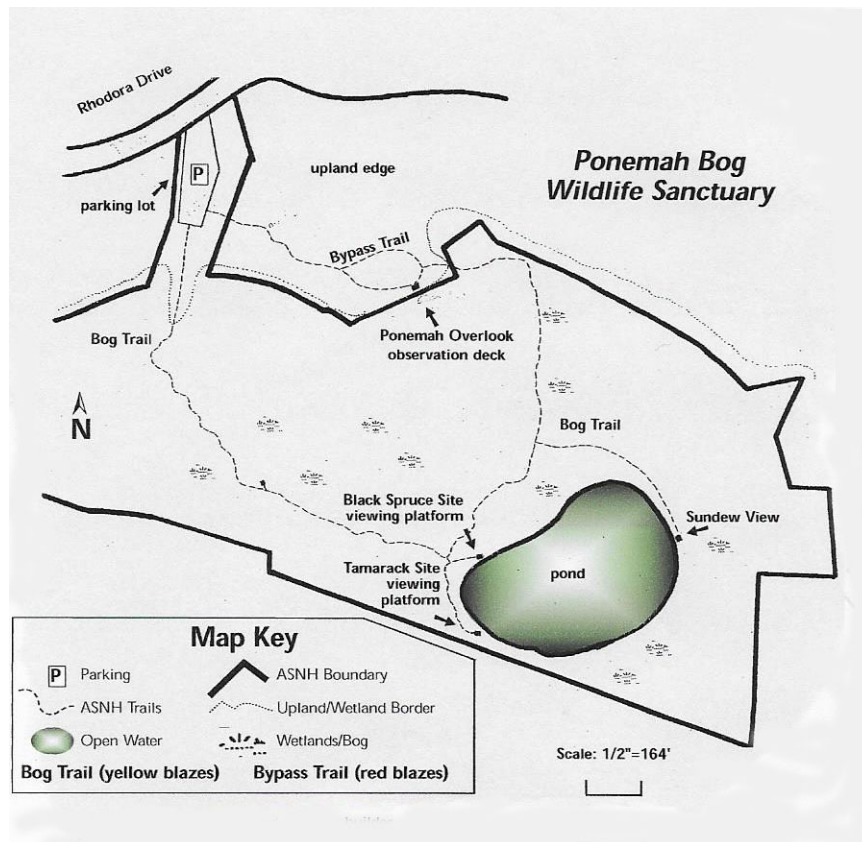 Rhodora Drive
P
parking lot
upland edge
Ponemah Bog
Wildlife Sanctuary
Bypass Trail
Bog Trail
Ponemah Overlook
observation deck
N
Bog Trail
Black Spruce Site
viewing platform
Sundew View
Tamarack Site
viewing
platform
pond
Map Key
P Parking
ASNH Boundary
ASNH Trails
Upland/Wetland Border
Open Water
Wetlands/Bog
Bog Trail (yellow blazes) Bypass Trail (red blazes)
Scale: 1/2"=164'